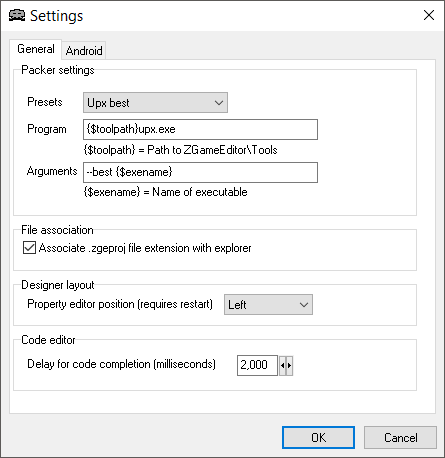 Settings
General
Android
Packer settings
Presets
Upx best
Program
{$toolpath}upx.exe
{$toolpath} = Path to ZGameEditor\Tools
Arguments
--best {$exename}
{$exename} = Name of executable
File association
Associate .zgeproj file extension with explorer
Designer layout
Property editor position (requires restart)
Left
Code editor
Delay for code completion (milliseconds)
2,000
OK
Cancel